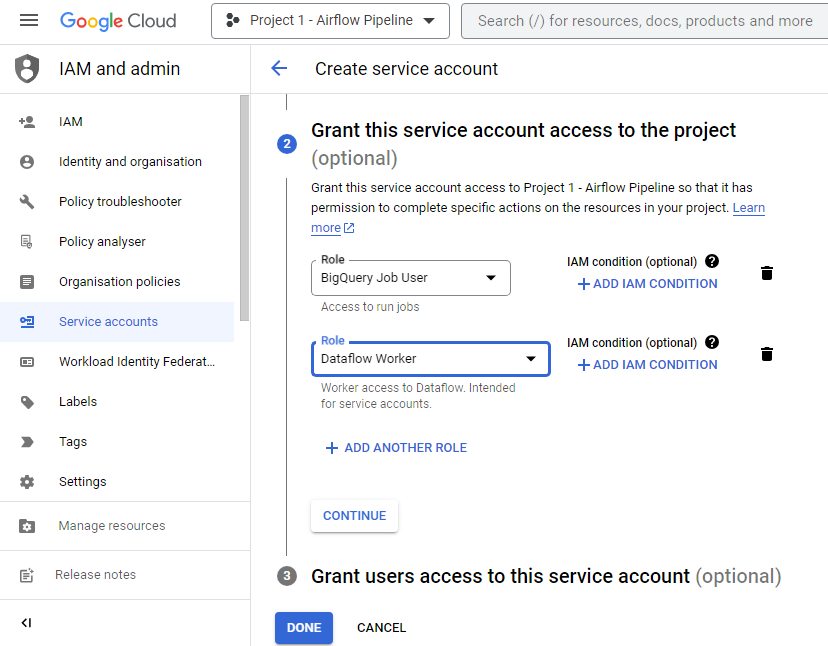 Google Cloud
Project 1 - Airflow Pipeline
Search (/) for resources, docs, products and more
IAM and admin
Create service account
IAM
Identity and organisation
Policy troubleshooter
Policy analyser
Organisation policies
Service accounts
Workload Identity Federat...
Labels
Tags
Settings
Manage resources
Release notes
2
Grant this service account access to the project
(optional)
Grant this service account access to Project 1 - Airflow Pipeline so that it has
permission to complete specific actions on the resources in your project. Learn
more
Role
BigQuery Job User
Access to run jobs
IAM condition (optional) ?
+ ADD IAM CONDITION
Role
Dataflow Worker
Worker access to Dataflow. Intended
for service accounts.
IAM condition (optional) ?
+ ADD IAM CONDITION
+ ADD ANOTHER ROLE
CONTINUE
3
Grant users access to this service account (optional)
DONE
CANCEL